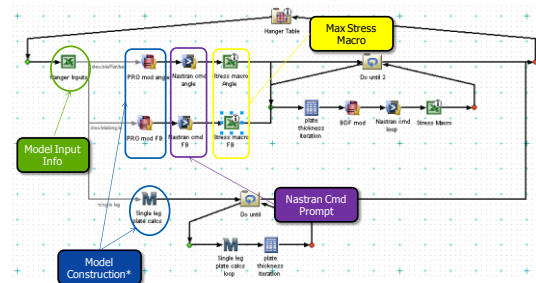 Hanger Table
Max Stress
Macro
Hanger Inputs
PRO mod angle
Nastran cmd
angle
Stress macro
Angle
Do until 2
plate
thickness
iteration
BDF mod
Nastran cmd
loop
Stress Macro
PRO mod FB
Nastran cmd
FB
Stress macro
FB
Model Input
Info
Single leg
Single leg
plate calcs
Do until
Nastran Cmd
Prompt
Model
Construction*
Single leg
plate calcs
loop
plate
thickness
iteration